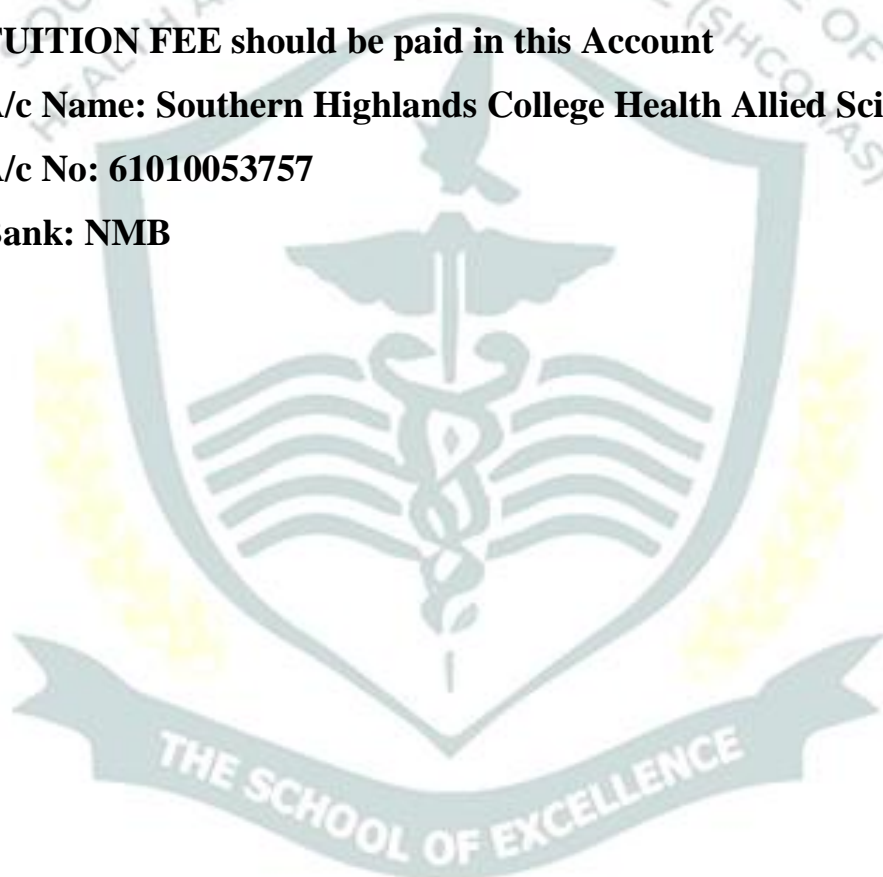 TUITION FEE should be paid in this Account
A/c Name: Southern Highlands College Health Allied Sci
A/c No: 61010053757
Bank: NMB
THE SCHOOL OF EXCELLENCE